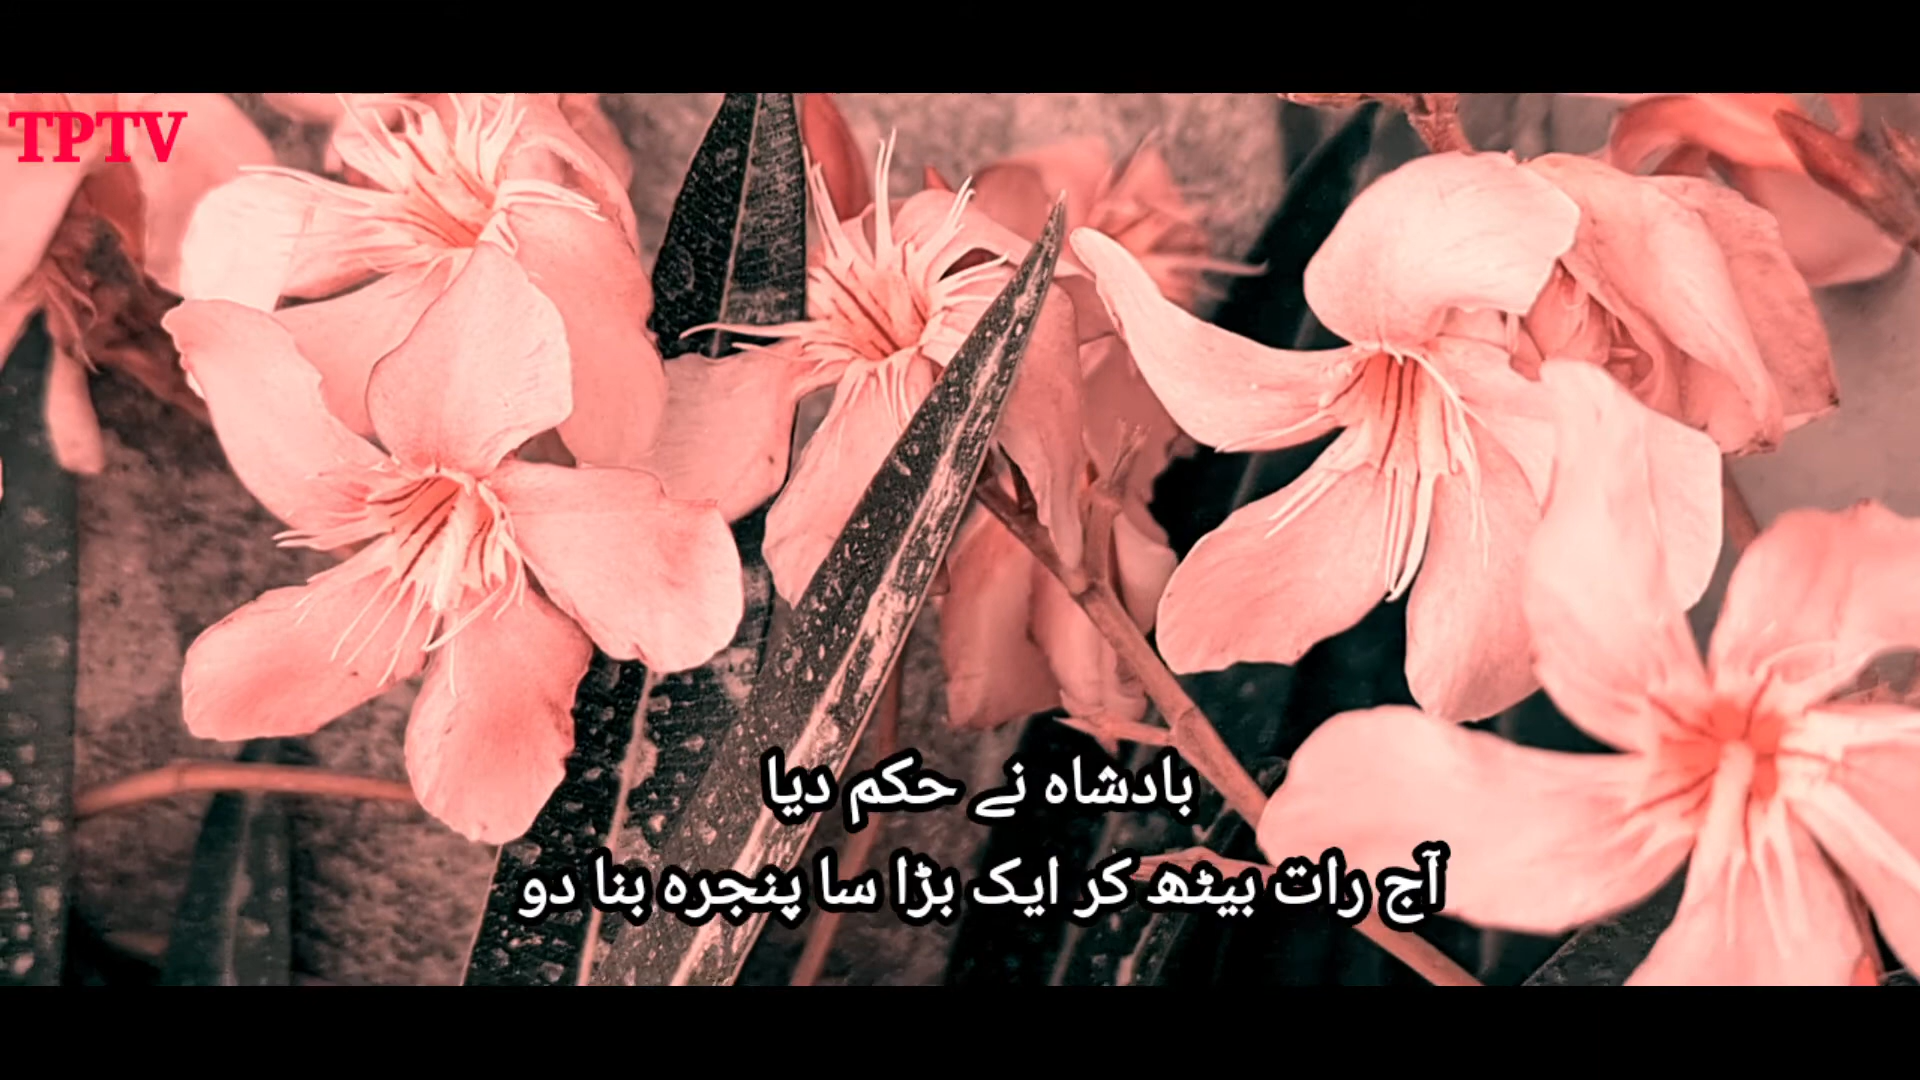 TPTV
بادشاہ نے حکم دیا
آج رات بیٹھ کر ایک بڑا سا پنجرہ بنا دو